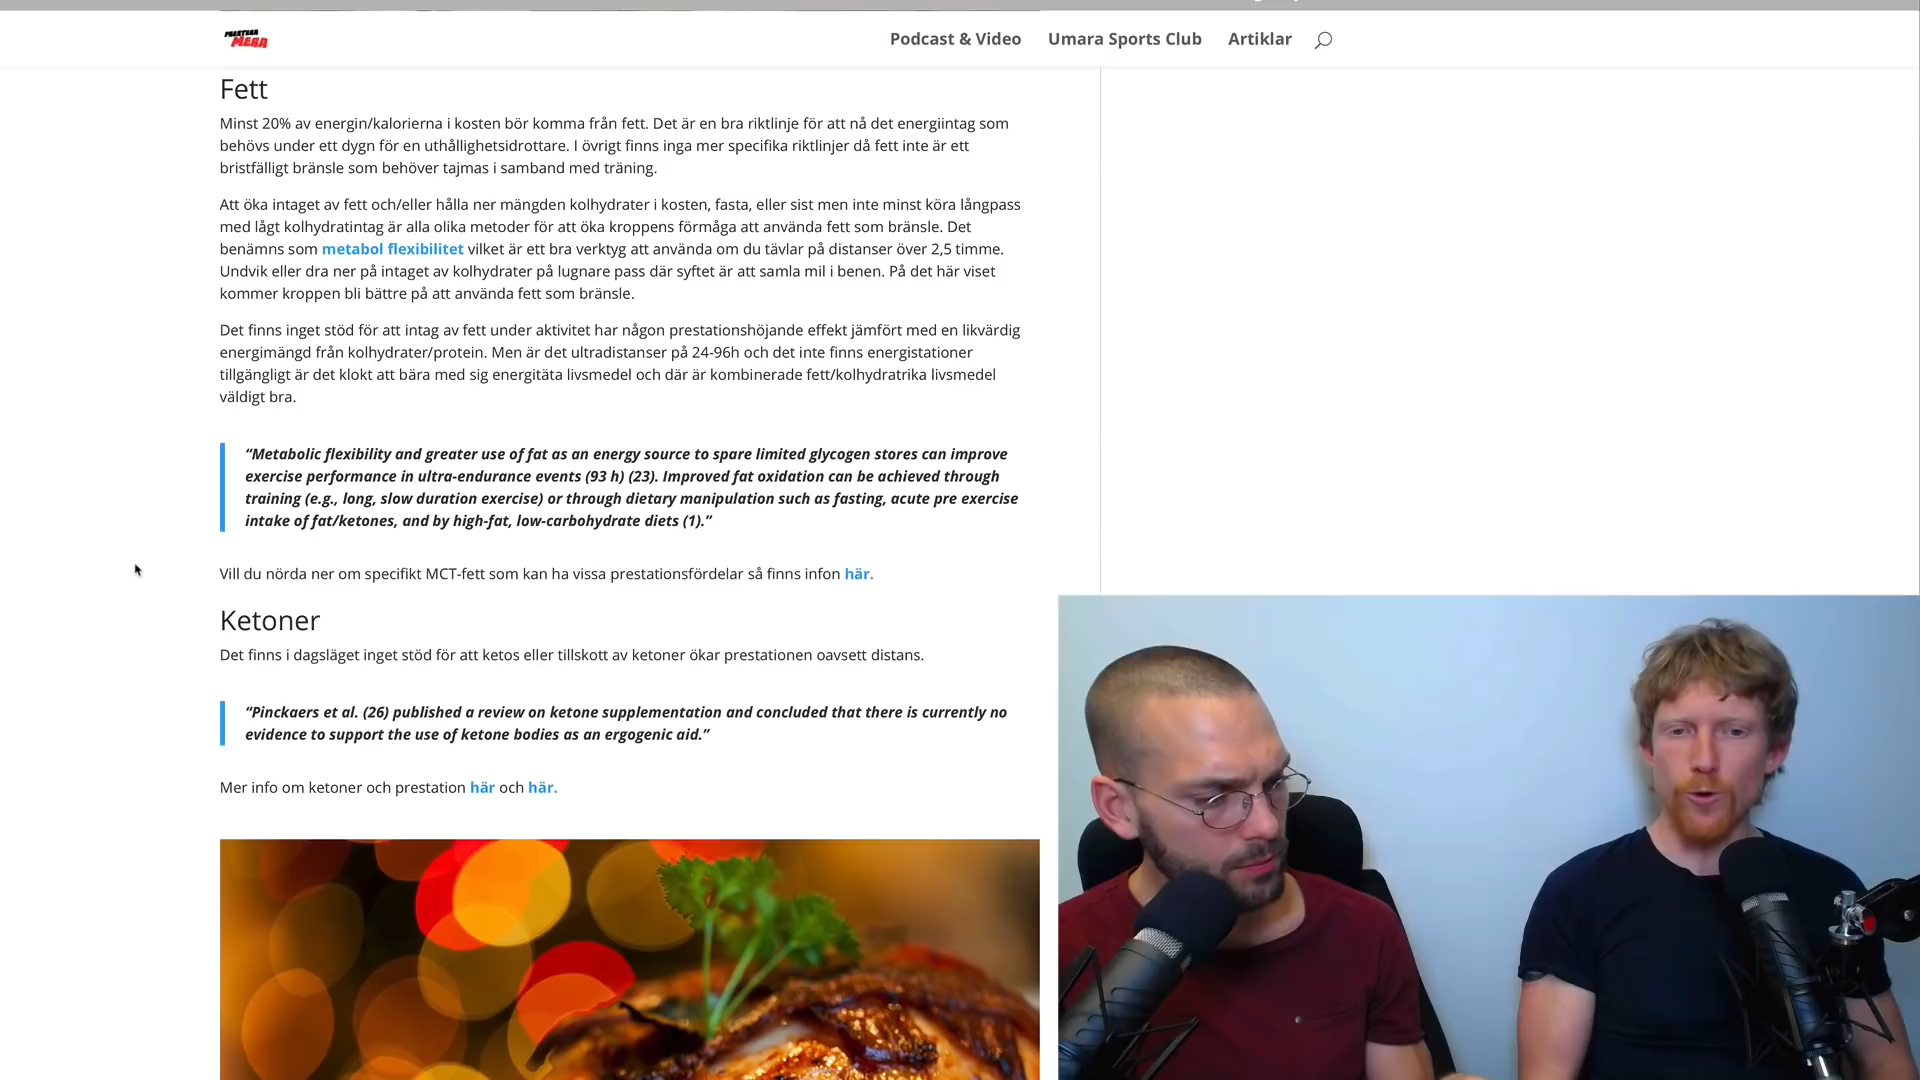 PRESTERA
MERA
Podcast & Video
Umara Sports Club
Artiklar
Fett
Minst 20% av energin/kalorierna i kosten bör komma från fett. Det är en bra riktlinje för att nå det energiintag som
behövs under ett dygn för en uthållighetsidrottare. I övrigt finns inga mer specifika riktlinjer då fett inte är ett
bristfälligt bränsle som behöver tajmas i samband med träning.
Att öka intaget av fett och/eller hålla ner mängden kolhydrater i kosten, fasta, eller sist men inte minst köra långpass
med lågt kolhydratintag är alla olika metoder för att öka kroppens förmåga att använda fett som bränsle. Det
benämns som metabol flexibilitet vilket är ett bra verktyg att använda om du tävlar på distanser över 2,5 timme.
Undvik eller dra ner på intaget av kolhydrater på lugnare pass där syftet är att samla mil i benen. På det här viset
kommer kroppen bli bättre på att använda fett som bränsle.
Det finns inget stöd för att intag av fett under aktivitet har någon prestationshöjande effekt jämfört med en likvärdig
energimängd från kolhydrater/protein. Men är det ultradistanser på 24-96h och det inte finns energistationer
tillgängligt är det klokt att bära med sig energitäta livsmedel och där är kombinerade fett/kolhydratrika livsmedel
väldigt bra.
“Metabolic flexibility and greater use of fat as an energy source to spare limited glycogen stores can improve
exercise performance in ultra-endurance events (93 h) (23). Improved fat oxidation can be achieved through
training (e.g., long, slow duration exercise) or through dietary manipulation such as fasting, acute pre exercise
intake of fat/ketones, and by high-fat, low-carbohydrate diets (1).”
Vill du nörda ner om specifikt MCT-fett som kan ha vissa prestationsfördelar så finns infon här.
Ketoner
Det finns i dagsläget inget stöd för att ketos eller tillskott av ketoner ökar prestationen oavsett distans.
“Pinckaers et al. (26) published a review on ketone supplementation and concluded that there is currently no
evidence to support the use of ketone bodies as an ergogenic aid.”
Mer info om ketoner och prestation här och här.